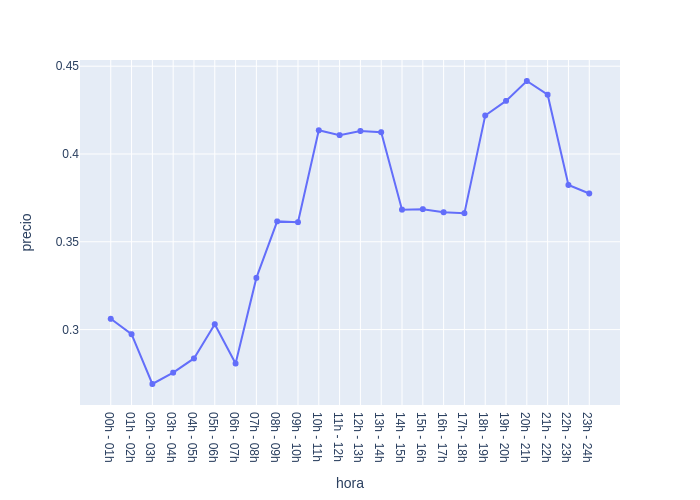 0.45
0.4
0.35
0.3
precio
00h - 01h
01h - 02h
02h - 03h
03h - 04h
04h - 05h
05h - 06h
06h - 07h
07h - 08h
08h - 09h
09h - 10h
10h - 11h
11h - 12h
12h - 13h
13h - 14h
14h - 15h
15h - 16h
16h - 17h
17h - 18h
18h - 19h
19h - 20h
20h - 21h
21h - 22h
22h - 23h
23h - 24h
hora